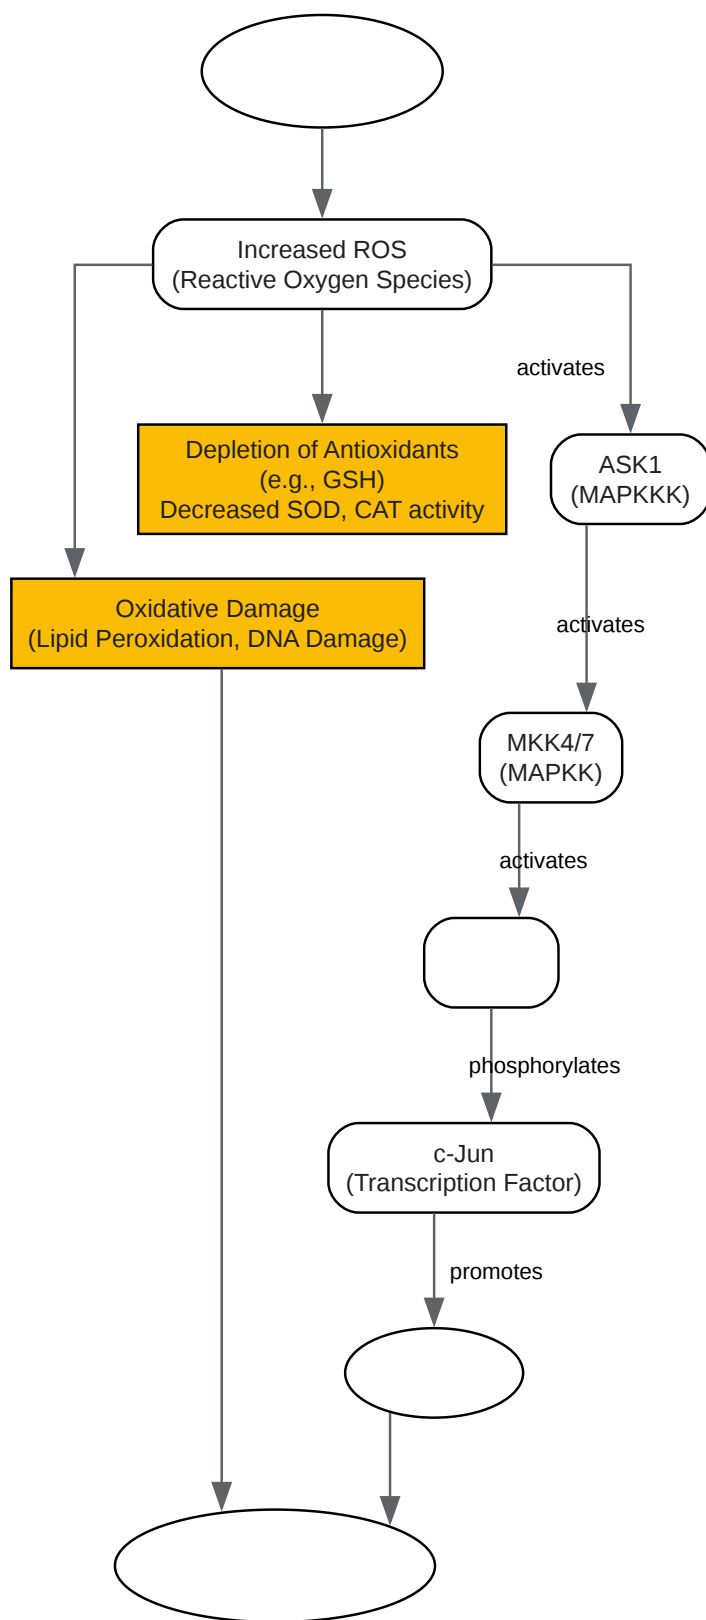 Increased ROS
(Reactive Oxygen Species)
activates
Depletion of Antioxidants
(e.g., GSH)
Decreased SOD, CAT activity
ASK1
(MAPKKK)
Oxidative Damage
(Lipid Peroxidation, DNA Damage)
activates
MKK4/7
(MAPKK)
activates
phosphorylates
c-Jun
(Transcription Factor)
promotes